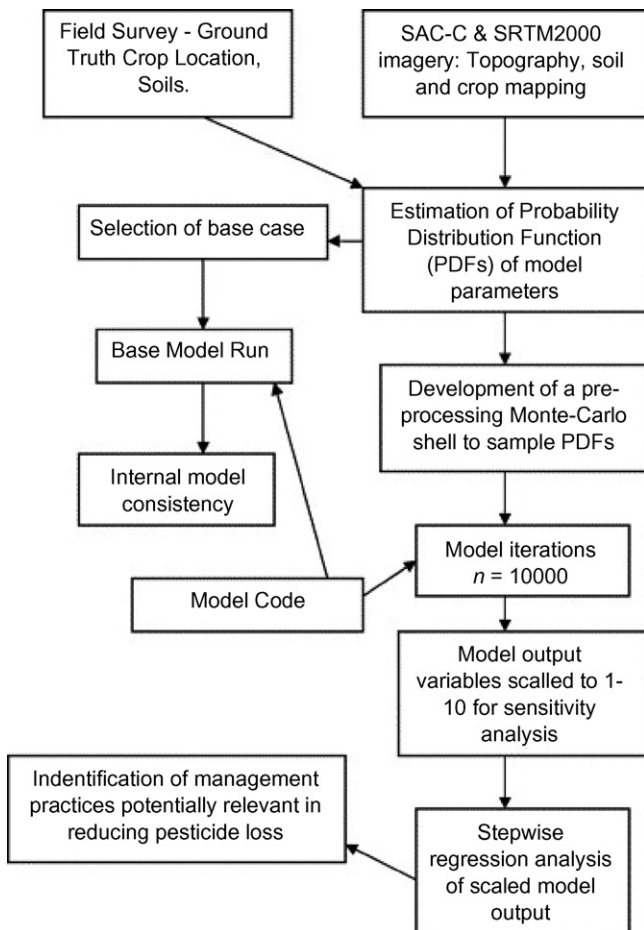 Field Survey - Ground
Truth Crop Location,
Soils.
SAC-C & SRTM2000
imagery: Topography, soil
and crop mapping
Estimation of Probability
Distribution Function
(PDFs) of model
parameters
Selection of base case
Base Model Run
Internal model
consistency
Development of a pre-
processing Monte-Carlo
shell to sample PDFs
Model iterations
n = 10000
Model Code
Model output
variables scalled to 1-
10 for sensitivity
analysis
Stepwise
regression analysis
of scaled model
output
Indentification of management
practices potentially relevant in
reducing pesticide loss